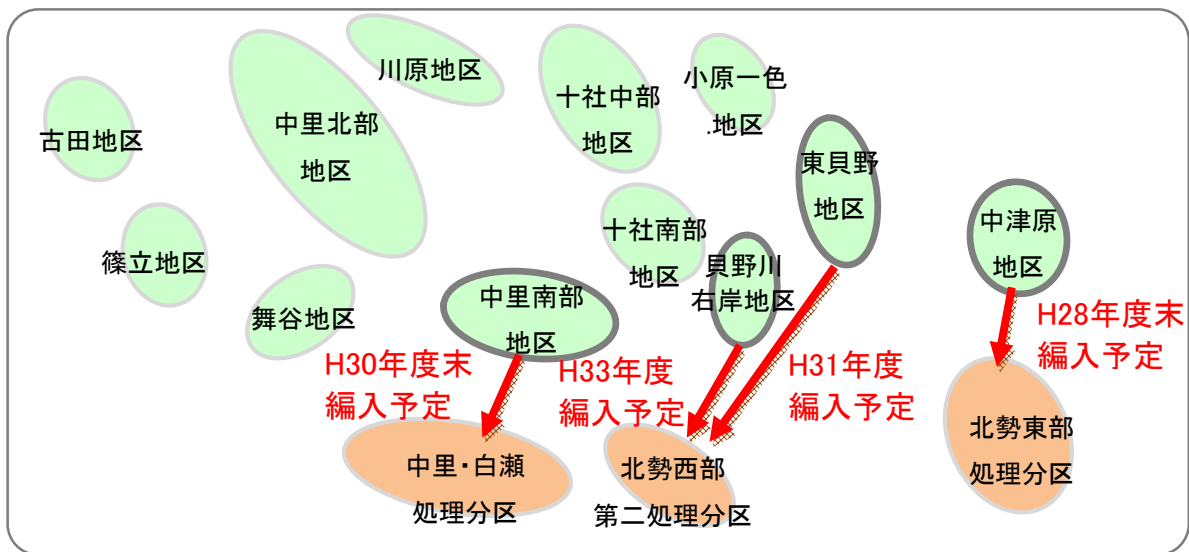 川原地区
小原一色
.地区
十社中部
地区
古田地区
中里北部
地区
東貝野
地区
中津原
地区
十社南部
地区
篠立地区
貝野川
右岸地区
舞谷地区
中里南部
地区
H28年度末
編入予定
H30年度末
編入予定
H33年度
編入予定
H31年度
編入予定
中里・白瀬
処理分区
北勢西部
第二処理分区
北勢東部
処理分区